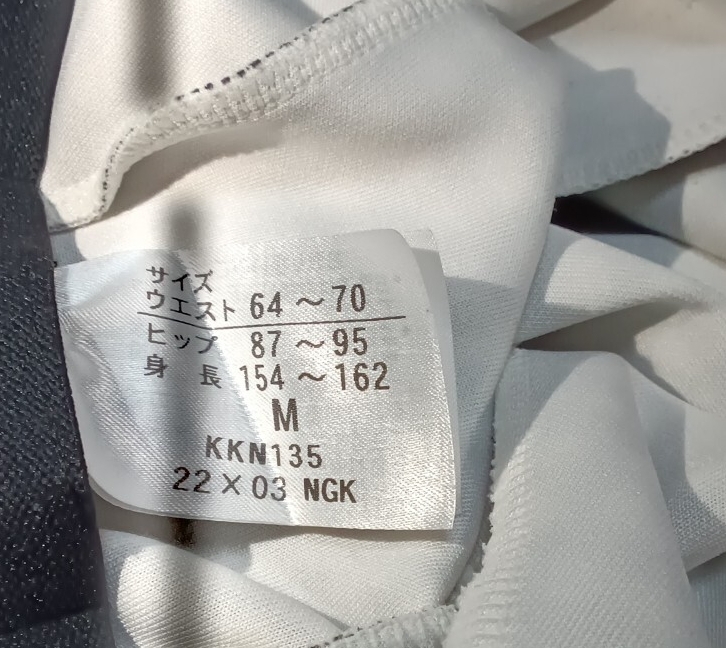 サイズ
ウエスト 64 ～ 70
ヒップ 87 ～ 95
身 長 154 ～ 162
M
KKN135
22×03 NGK